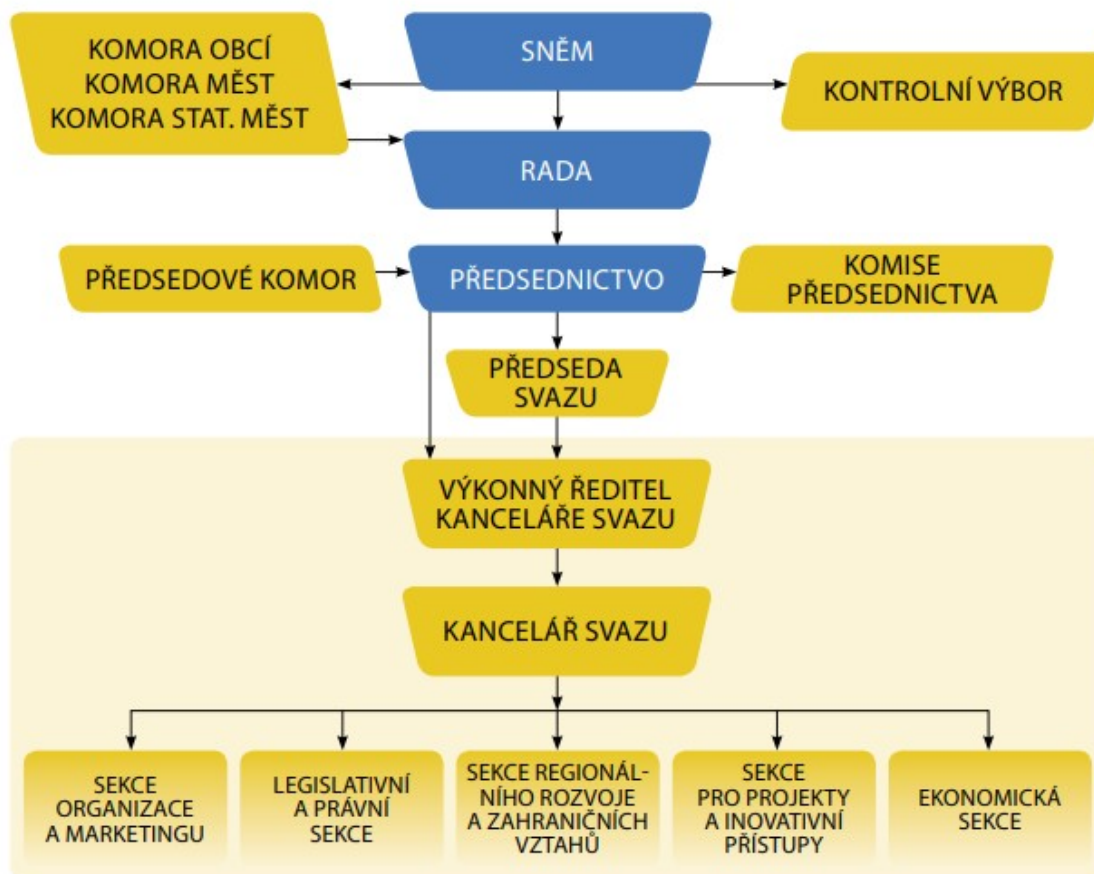 KOMORA OBCÍ
KOMORA MĚST
KOMORA STAT. MĚST
SNĚM
KONTROLNÍ VÝBOR
RADA
PŘEDSEDOVÉ KOMOR
PŘEDSEDNICTVO
KOMISE
PŘEDSEDNICTVA
PŘEDSEDA
SVAZU
VÝKONNÝ ŘEDITEL
KANCELÁŘE SVAZU
KANCELÁŘ SVAZU
SEKCE
ORGANIZACE
A MARKETINGU
LEGISLATIVNÍ
A PRÁVNÍ
SEKCE
SEKCE REGIONÁL-
NÍHO ROZVOJE
A ZAHRANIČNÍCH
VZTAHŮ
SEKCE
PRO PROJEKTY
A INOVATIVNÍ
PŘÍSTUPY
EKONOMICKÁ
SEKCE